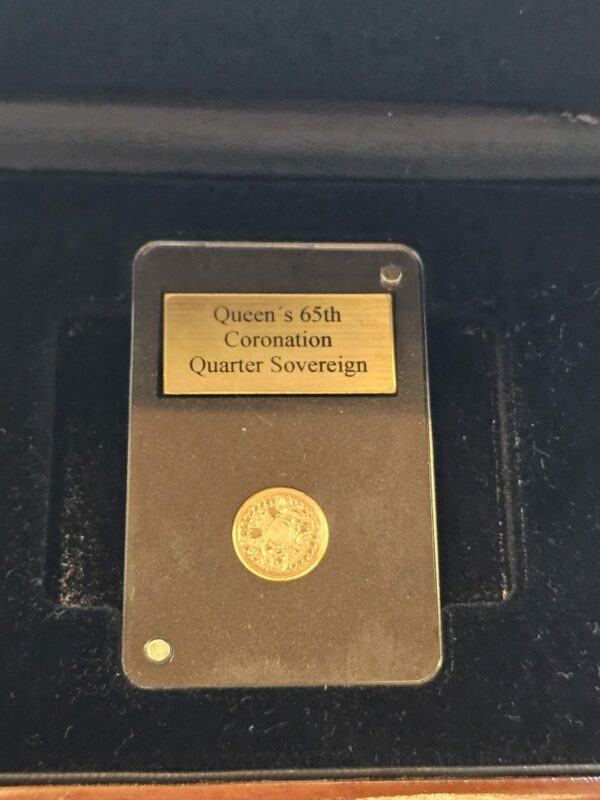 Queen´s 65th
Coronation
Quarter Sovereign